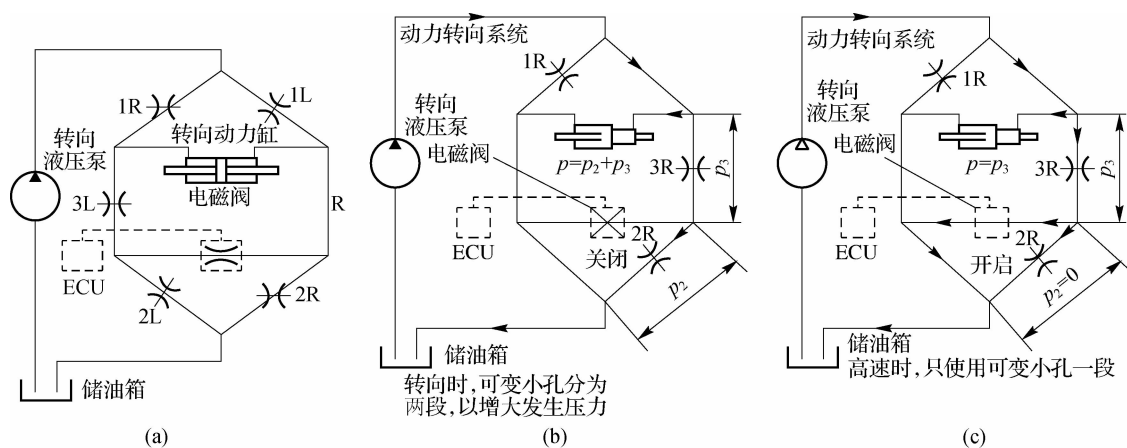 1R
1L
转向
液压泵
转向动力缸
3L
电磁阀
R
ECU
2L
2R
储油箱
(a)
动力转向系统
1R
转向
液压泵
电磁阀
p=p2+p3
3R
p3
ECU
2R
关闭
p2
储油箱
转向时,可变小孔分为
两段,以增大发生压力
(b)
动力转向系统
1R
转向
液压泵
电磁阀
p=p3
3R
p3
ECU
2R
开启
p2=0
储油箱
高速时,只使用可变小孔一段
(c)